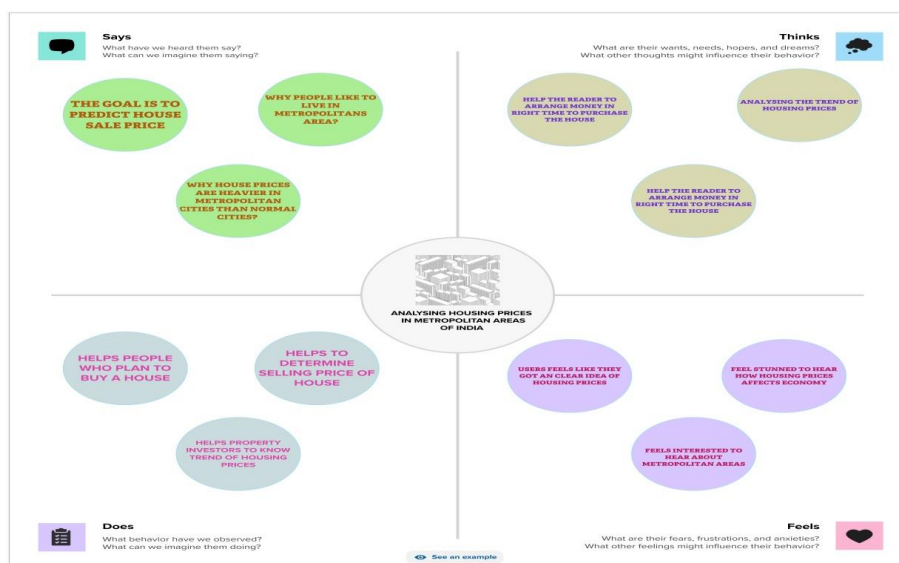 Says
What have we heard them say?
What can we imagine them saying?
THE GOAL IS TO
PREDICT HOUSE
SALE PRICE
WHY PEOPLE LIKE TO
LIVE IN
METROPOLITANS
AREA?
WHY HOUSE PRICES
ARE HEAVIER IN
METROPOLITAN
CITIES THAN NORMAL
CITIES?
Thinks
What are their wants, needs, hopes, and dreams?
What other thoughts might influence their behavior?
HELP THE READER TO
ARRANGE MONEY IN
RIGHT TIME TO PURCHASE
THE HOUSE
ANALYSING THE TREND OF
HOUSING PRICES
HELP THE READER TO
ARRANGE MONEY IN
RIGHT TIME TO PURCHASE
THE HOUSE
ANALYSING HOUSING PRICES
IN METROPOLITAN AREAS
OF INDIA
HELPS PEOPLE
WHO PLAN TO
BUY A HOUSE
HELPS TO
DETERMINE
SELLING PRICE OF
HOUSE
HELPS PROPERTY
INVESTORS TO KNOW
TREND OF HOUSING
PRICES
Does
What behavior have we observed?
What can we imagine them doing?
USERS FEELS LIKE THEY
GOT AN CLEAR IDEA OF
HOUSING PRICES
FEEL STUNNED TO HEAR
HOW HOUSING PRICES
AFFECTS ECONOMY
FEELS INTERESTED TO
HEAR ABOUT
METROPOLITAN AREAS
Feels
What are their fears, frustrations, and anxieties?
What other feelings might influence their behavior?
See an example